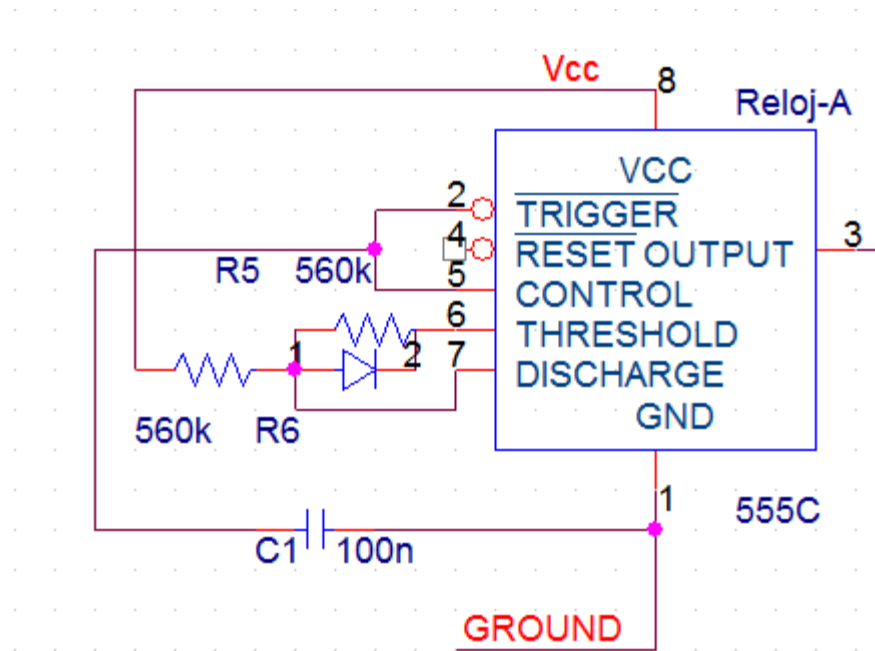 Vcc
8
Reloj-A
VCC
2
TRIGGER
4
RESET OUTPUT
3
R5 560k
5
CONTROL
6
THRESHOLD
1
2
7
DISCHARGE
GND
560k R6
1
555C
C1 100n
GROUND